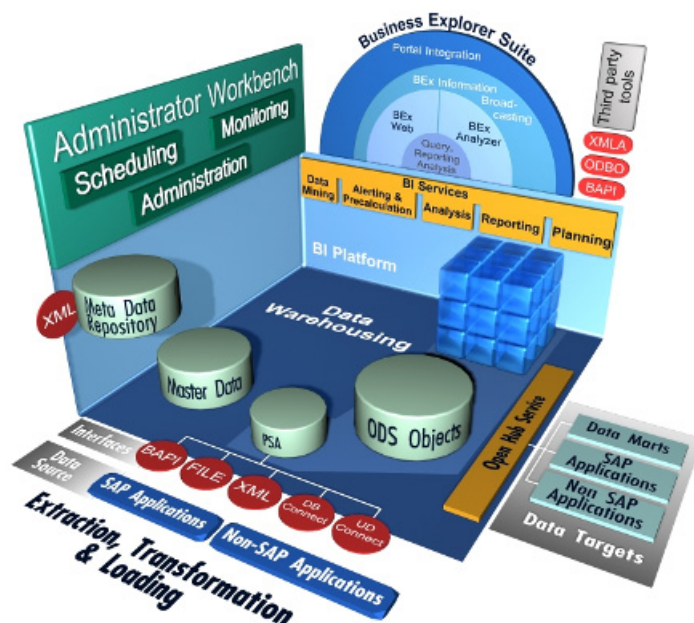 Business Explorer Suite
Portal Integration
BEx Information
Broad-
casting
BEx
Web
BEx
Analyzer
Query,
Reporting
Analysis
Third party
tools
XMLA
ODBO
BAPI
Administrator Workbench
Scheduling
Monitoring
Administration
BI Services
Data
Mining
Alerting &
Precalculation
Analysis
Reporting
Planning
BI Platform
XML
Meta Data
Repository
Data
Warehousing
Master Data
PSA
ODS Objects
Open Hub Service
Data Marts
SAP
Applications
Non SAP
Applications
Data Targets
Interfaces
BAPI
FILE
XML
DB
Connect
UD
Connect
Data
Source
SAP Applications
Non-SAP Applications
Extraction, Transformation
& Loading